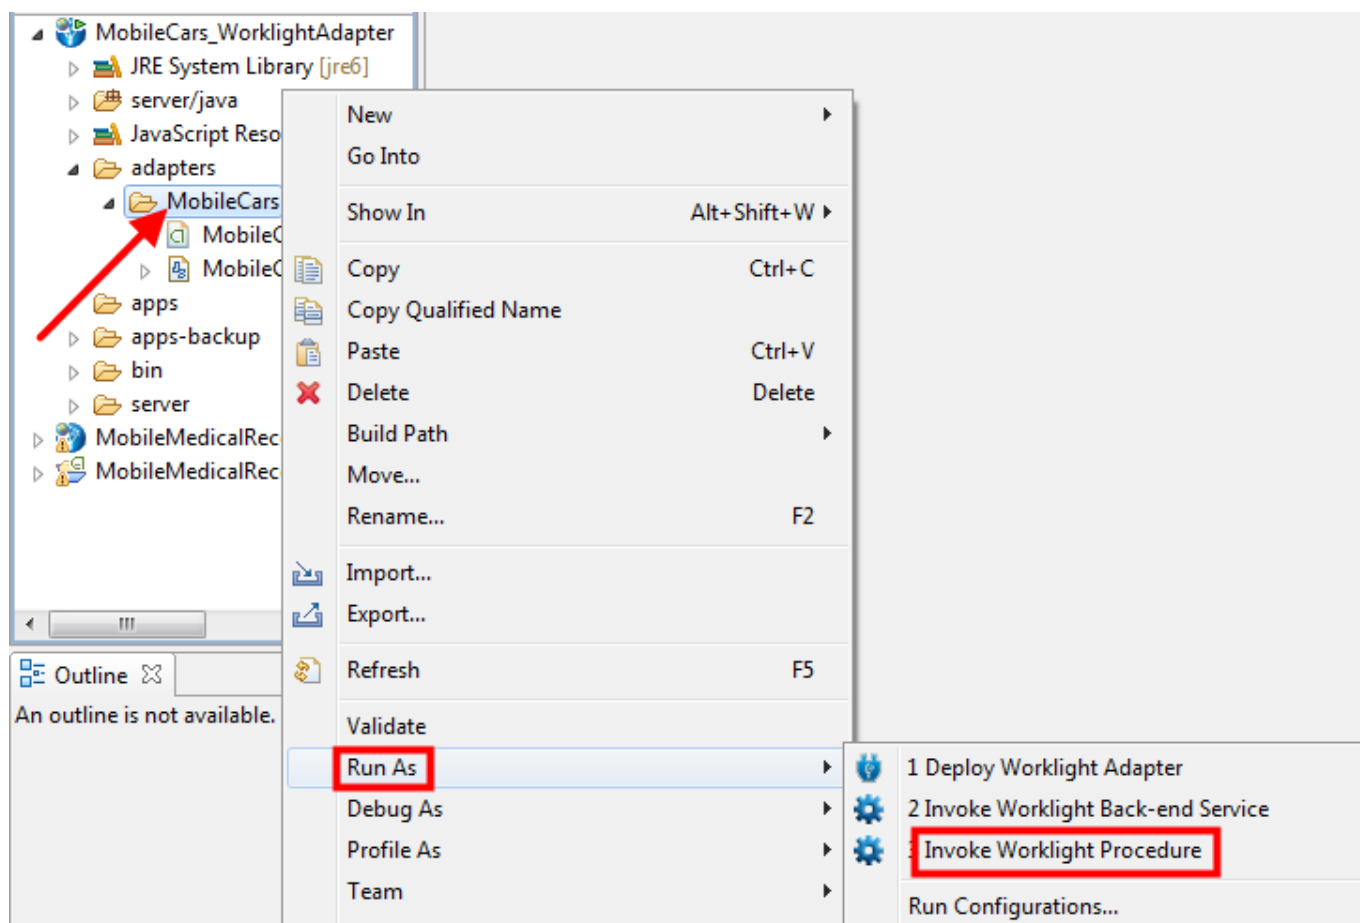 MobileCars_WorklightAdapter
JRE System Library [jre6]
server/java
JavaScript Reso
adapters
MobileCars
MobileC
MobileC
apps
apps-backup
bin
server
MobileMedicalRec
MobileMedicalRec
Outline
An outline is not available.
New
Go Into
Show In Alt+Shift+W
Copy Ctrl+C
Copy Qualified Name
Paste Ctrl+V
Delete Delete
Build Path
Move...
Rename... F2
Import...
Export...
Refresh F5
Validate
Run As
Debug As
Profile As
Team
1 Deploy Worklight Adapter
2 Invoke Worklight Back-end Service
3 Invoke Worklight Procedure
Run Configurations...